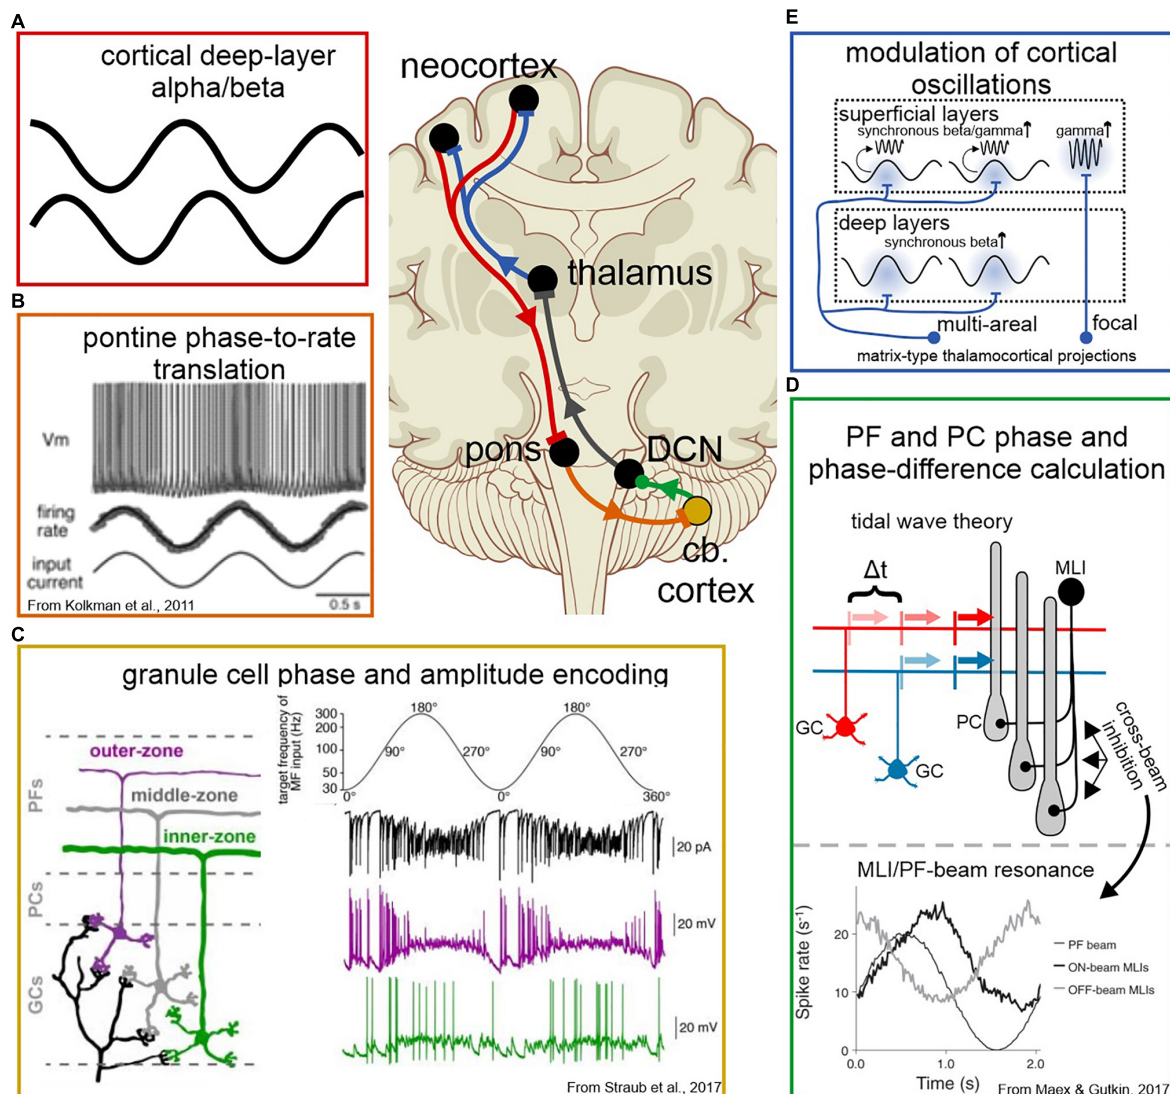 A
cortical deep-layer
alpha/beta
B
pontine phase-to-rate
translation
Vm
firing
rate
input
current
0.5 s
From Kolkman et al., 2011
neocortex
thalamus
pons
DCN
cb.
cortex
E
modulation of cortical
oscillations
superficial layers
synchronous beta/gamma
gamma
deep layers
synchronous beta
multi-areal
focal
matrix-type thalamocortical projections
C
granule cell phase and amplitude encoding
outer-zone
middle-zone
inner-zone
PFs
PCs
GCs
target frequency of
MF input (Hz)
300
200
100
50
30
180°
180°
90°
270°
90°
270°
0°
0°
360°
20 pA
20 mV
20 mV
From Straub et al., 2017
D
PF and PC phase and
phase-difference calculation
tidal wave theory
Δt
MLI
PC
GC
GC
cross-beam
inhibition
MLI/PF-beam resonance
Spike rate (s⁻¹)
20
10
0
PF beam
ON-beam MLIs
OFF-beam MLIs
0.0
1.0
2.0
Time (s)
From Maex & Gutkin, 2017